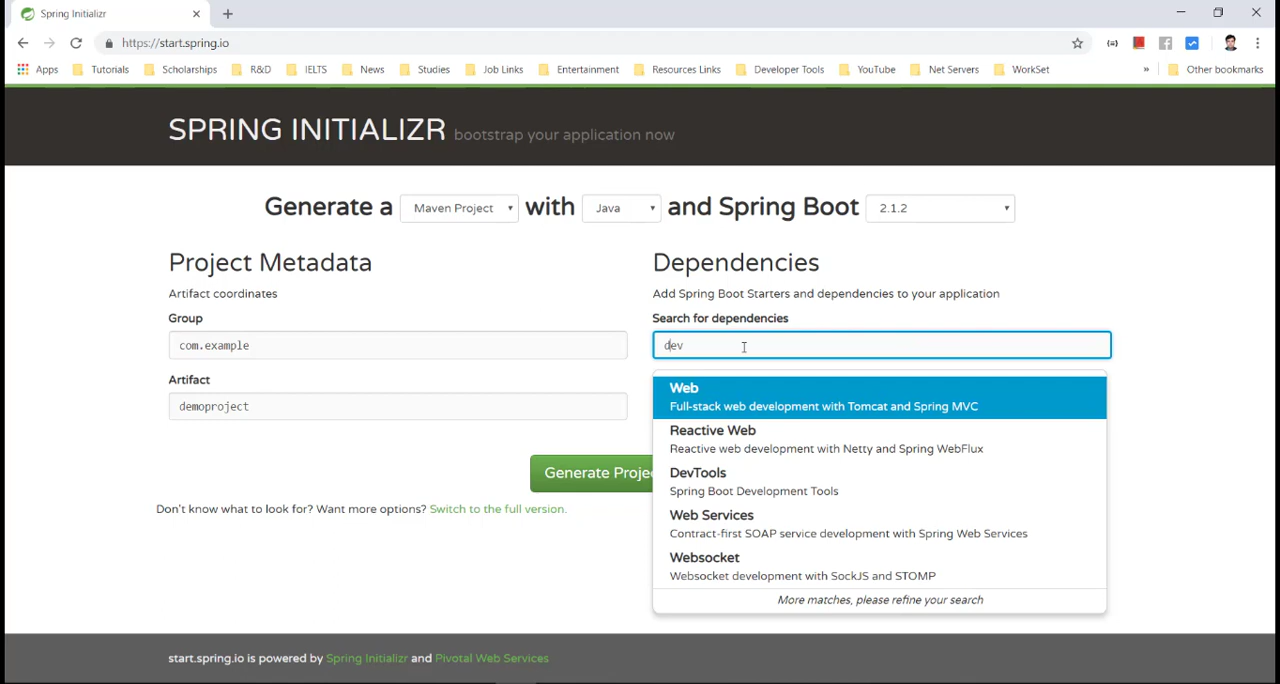 Spring Initializr
https://start.spring.io
Apps Tutorials Scholarships R&D IELTS News Studies Job Links Entertainment Resources Links Developer Tools YouTube Net Servers WorkSet » Other bookmarks
SPRING INITIALIZR bootstrap your application now
Generate a Maven Project with Java and Spring Boot 2.1.2
Project Metadata
Artifact coordinates
Group
com.example
Artifact
demoproject
Dependencies
Add Spring Boot Starters and dependencies to your application
Search for dependencies
dev
Web
Full-stack web development with Tomcat and Spring MVC
Reactive Web
Reactive web development with Netty and Spring WebFlux
DevTools
Spring Boot Development Tools
Web Services
Contract-first SOAP service development with Spring Web Services
Websocket
Websocket development with SockJS and STOMP
More matches, please refine your search
Generate Projec
Don't know what to look for? Want more options? Switch to the full version.
start.spring.io is powered by Spring Initializr and Pivotal Web Services